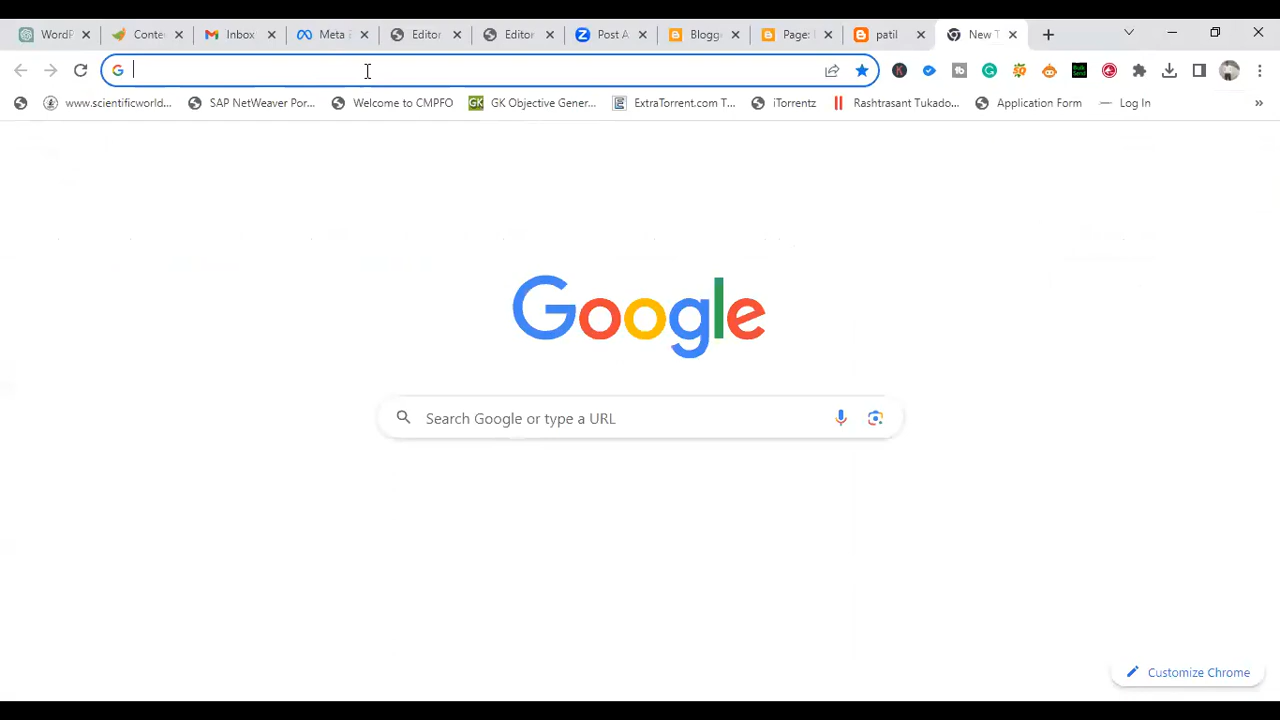 WordP
Conte
Inbox
Meta
Editor
Editor
Post A
Blogg
Page:
patil
New T
www.scientificworld...
SAP NetWeaver Por...
Welcome to CMPFO
GK
GK Objective Gener...
ExtraTorrent.com T...
iTorrentz
Rashtrasant Tukado...
Application Form
Log In
»
Google
Search Google or type a URL
Customize Chrome